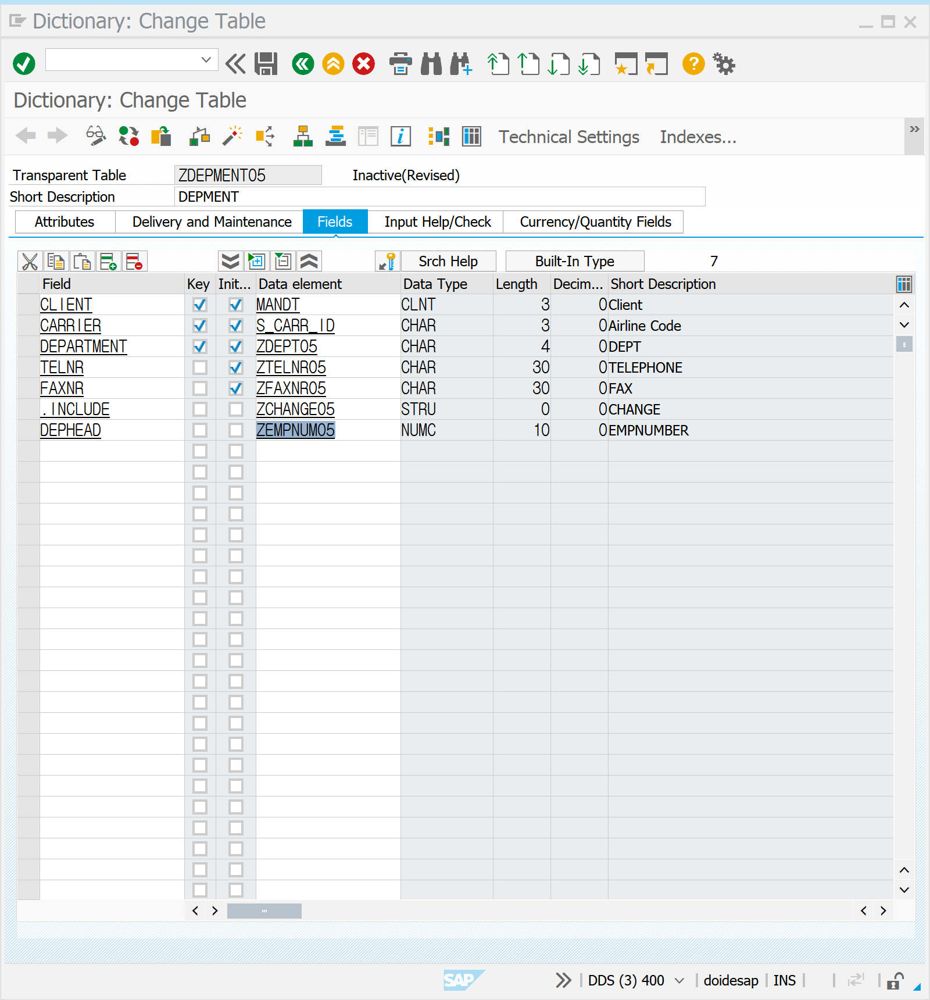 Dictionary: Change Table
Dictionary: Change Table
Technical Settings Indexes...
Transparent Table ZDEPMENT05 Inactive(Revised)
Short Description DEPMENT
Attributes Delivery and Maintenance Fields Input Help/Check Currency/Quantity Fields
Srch Help Built-In Type 7
Field Key Init... Data element Data Type Length Decim... Short Description
CLIENT MANDT CLNT 3 0 Client
CARRIER S_CARR_ID CHAR 3 0 Airline Code
DEPARTMENT ZDEPT05 CHAR 4 0 DEPT
TELNR ZTELNR05 CHAR 30 0 TELEPHONE
FAXNR ZFAXNR05 CHAR 30 0 FAX
.INCLUDE ZCHANGE05 STRU 0 0 CHANGE
DEPHEAD ZEMPNUM05 NUMC 10 0 EMPNUMBER
SAP DDS (3) 400 doidesap INS